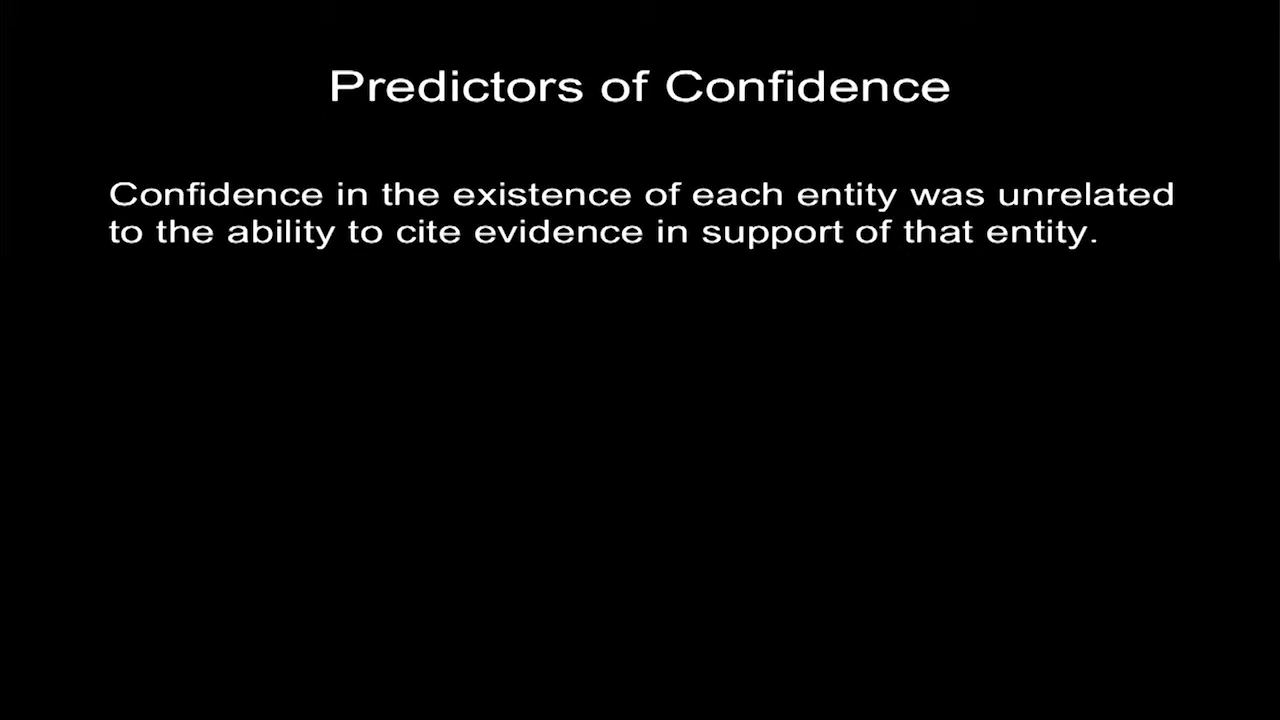 Predictors of Confidence
Confidence in the existence of each entity was unrelated
to the ability to cite evidence in support of that entity.